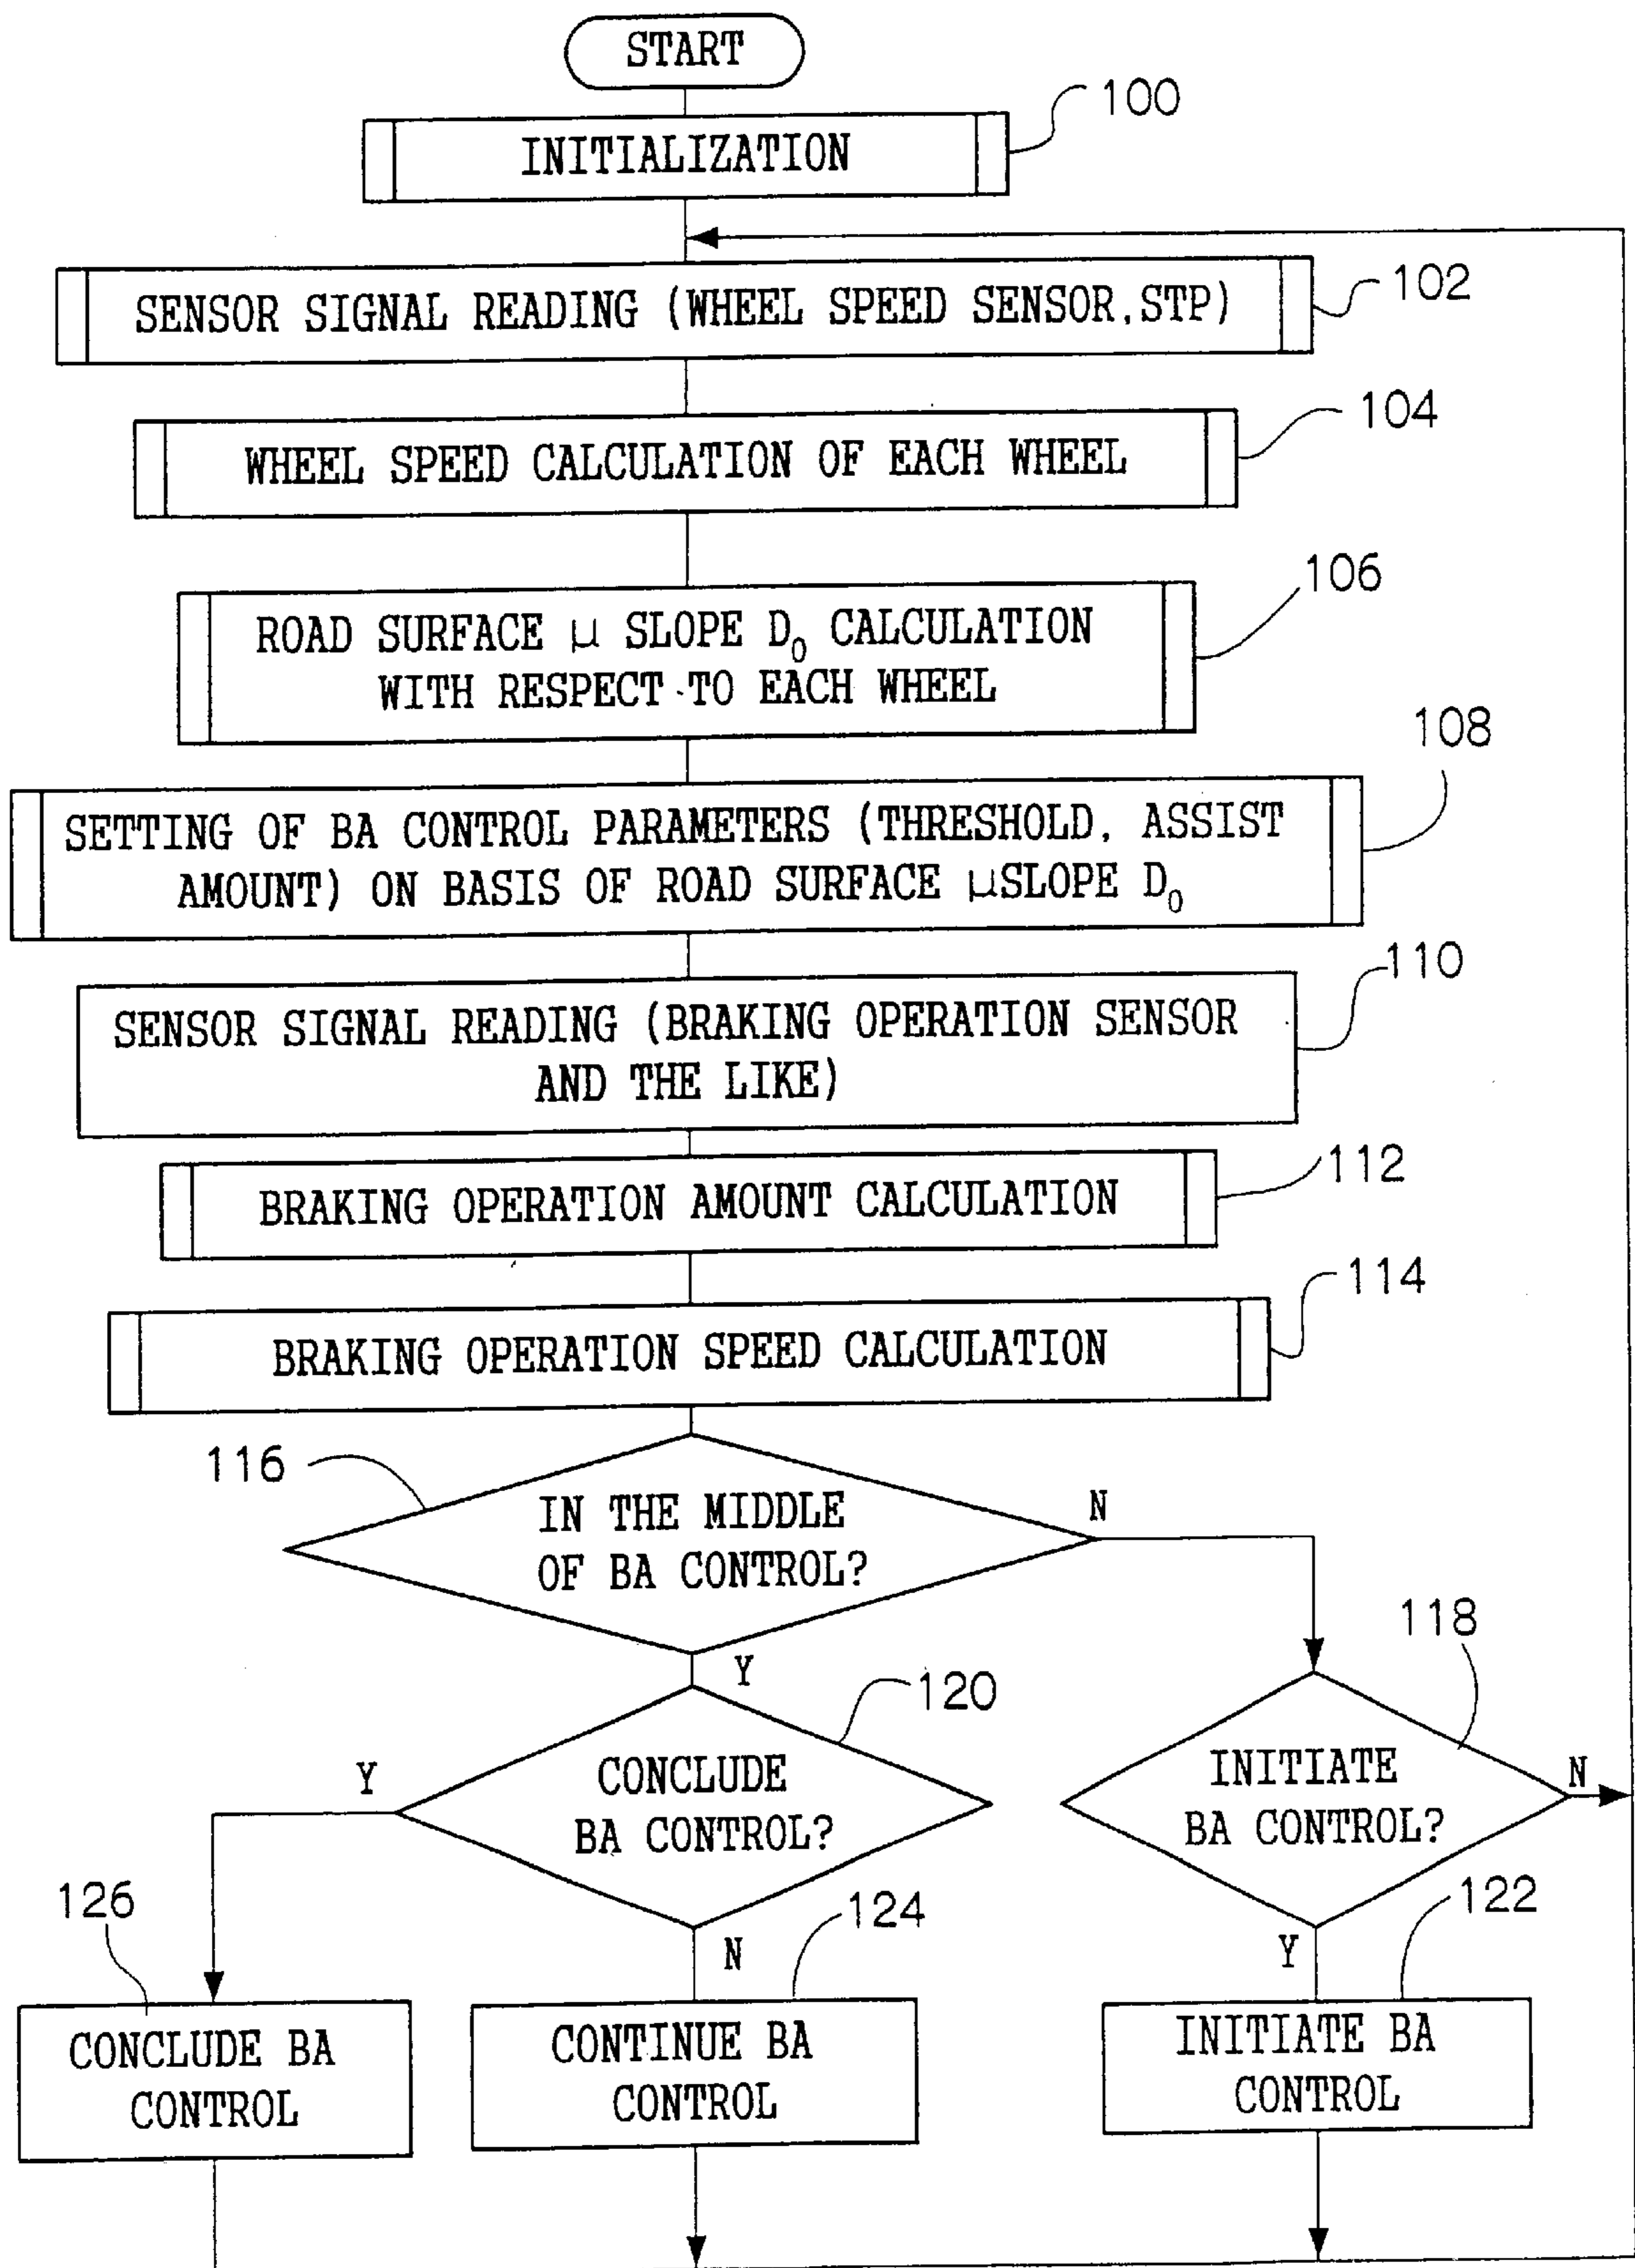 START
100
INITIALIZATION
102
SENSOR SIGNAL READING (WHEEL SPEED SENSOR,STP)
104
WHEEL SPEED CALCULATION OF EACH WHEEL
106
ROAD SURFACE μ SLOPE D₀ CALCULATION
WITH RESPECT TO EACH WHEEL
108
SETTING OF BA CONTROL PARAMETERS (THRESHOLD, ASSIST
AMOUNT) ON BASIS OF ROAD SURFACE μSLOPE D₀
110
SENSOR SIGNAL READING (BRAKING OPERATION SENSOR
AND THE LIKE)
112
BRAKING OPERATION AMOUNT CALCULATION
114
BRAKING OPERATION SPEED CALCULATION
116
IN THE MIDDLE
OF BA CONTROL?
N
Y
118
120
CONCLUDE
BA CONTROL?
Y
N
INITIATE
BA CONTROL?
N
Y
126
124
122
CONCLUDE BA
CONTROL
CONTINUE BA
CONTROL
INITIATE BA
CONTROL